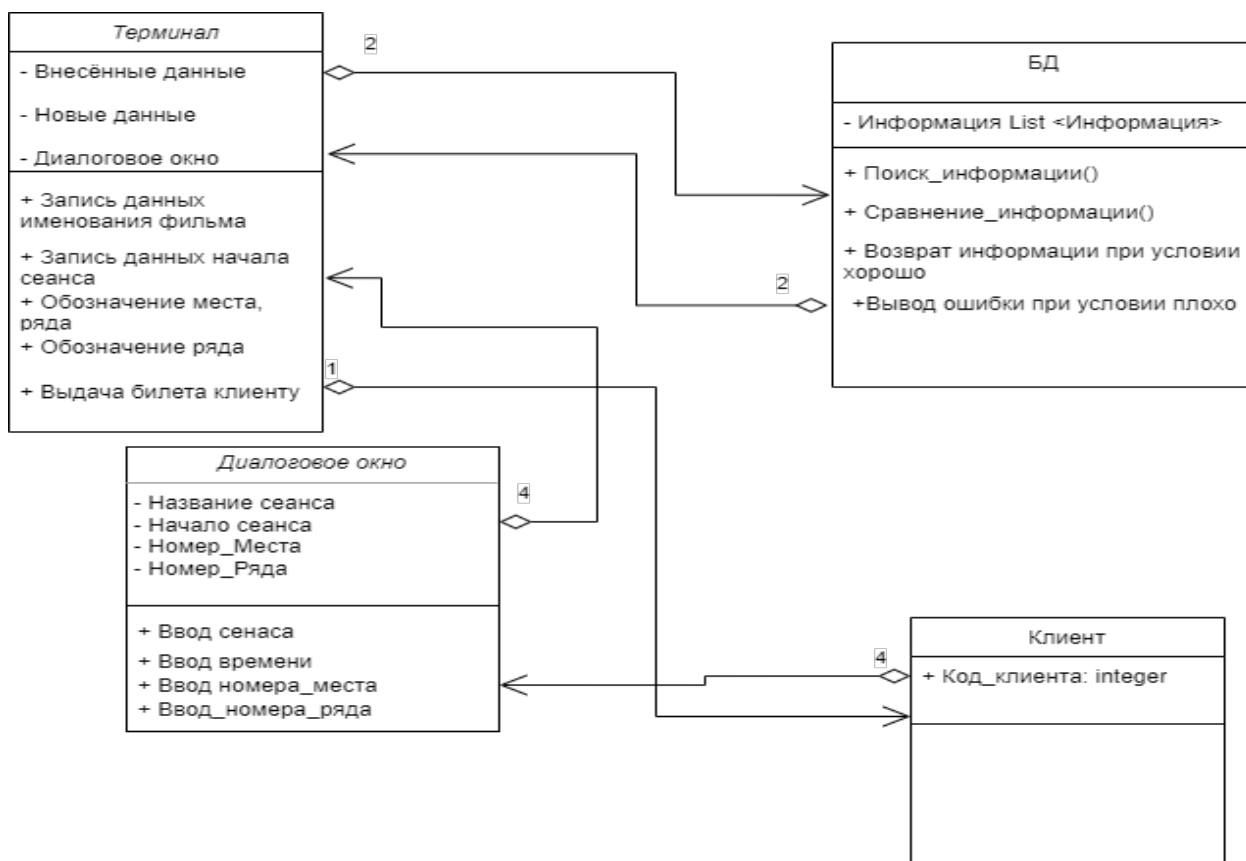 Терминал
- Внесённые данные
- Новые данные
- Диалоговое окно
+ Запись данных
именования фильма
+ Запись данных начала
сеанса
+ Обозначение места,
ряда
+ Обозначение ряда
+ Выдача билета клиенту
2
БД
- Информация List <Информация>
+ Поиск_информации()
+ Сравнение_информации()
+ Возврат информации при условии
хорошо
+Вывод ошибки при условии плохо
2
1
Диалоговое окно
- Название сеанса
- Начало сеанса
- Номер_Места
- Номер_Ряда
+ Ввод сенаса
+ Ввод времени
+ Ввод номера_места
+ Ввод_номера_ряда
4
Клиент
+ Код_клиента: integer
4